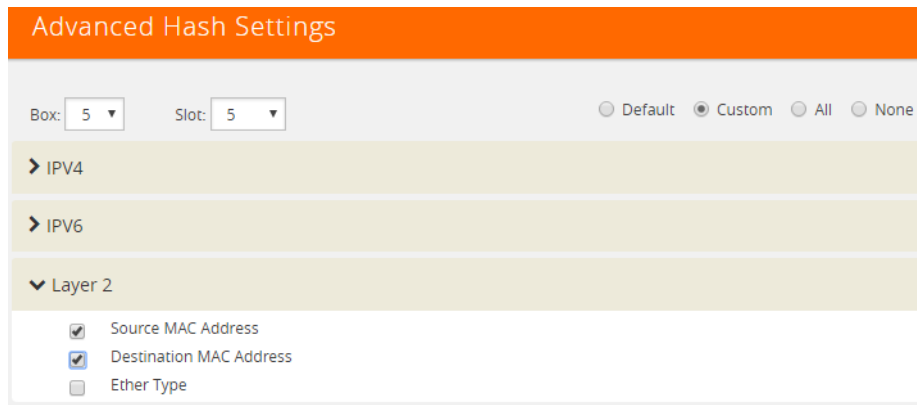 Advanced Hash Settings
Box: 5 Slot: 5 Default Custom All None
IPV4
IPV6
Layer 2
Source MAC Address
Destination MAC Address
Ether Type